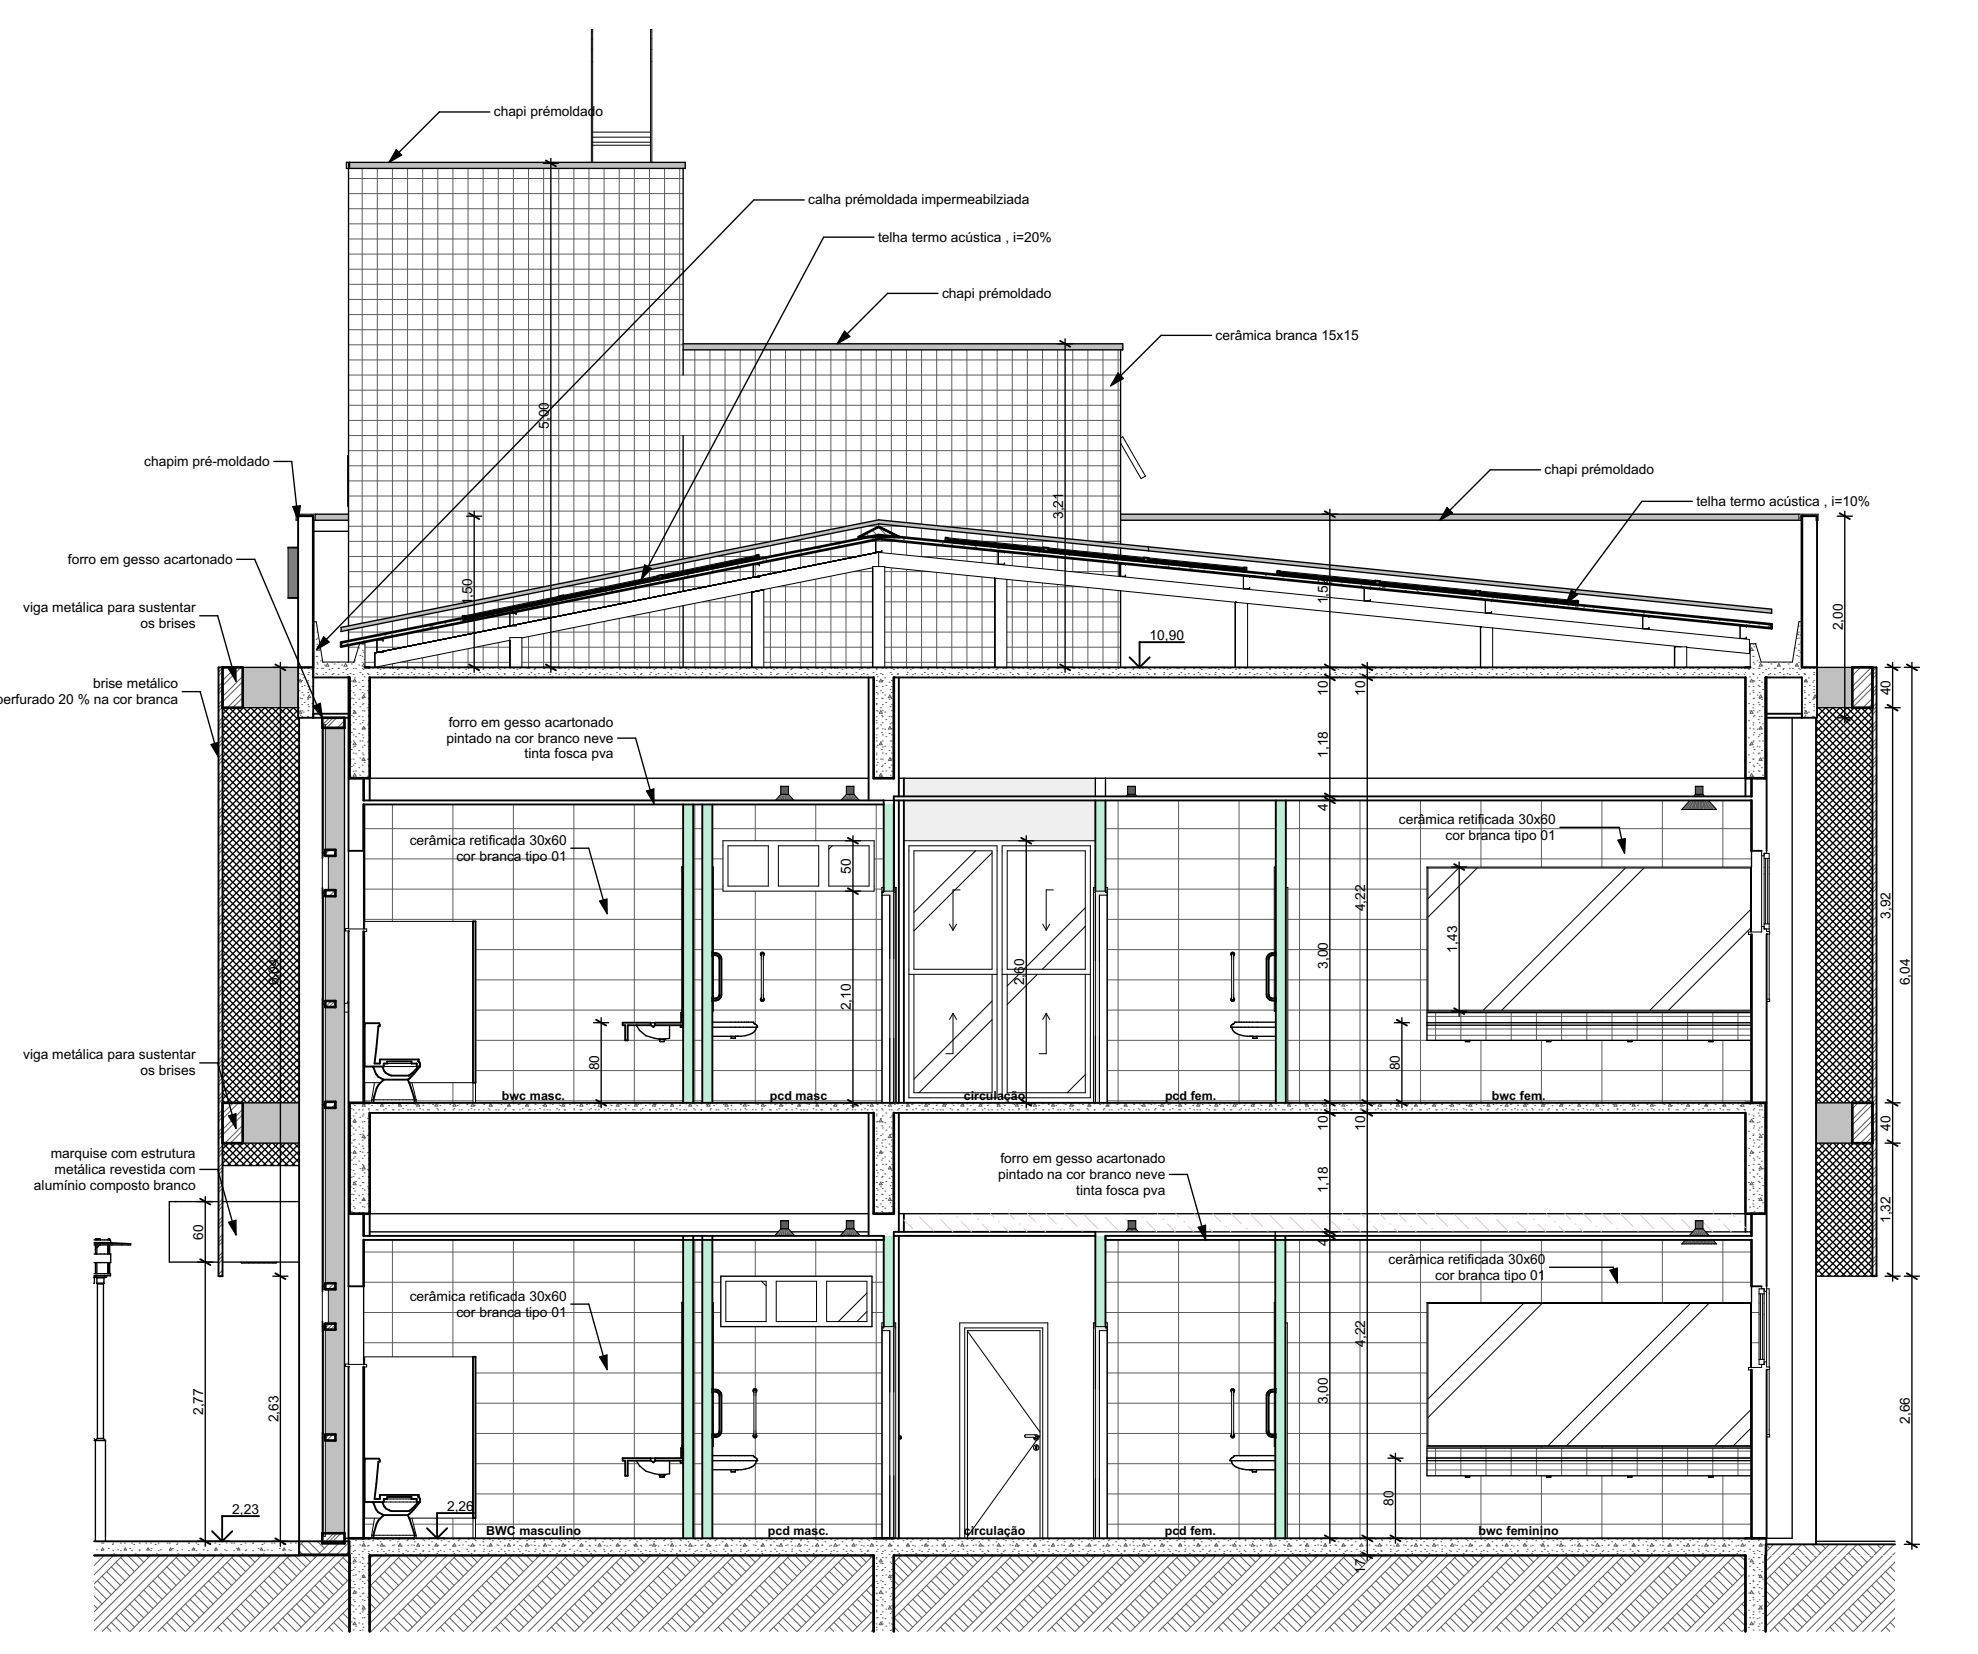 chapi prémoldado
calha prémoldada impermeabilziada
telha termo acústica , i=20%
chapi prémoldado
cerâmica branca 15x15
5,00
chapim pré-moldado
chapi prémoldado
3,21
telha termo acústica , i=10%
forro em gesso acartonado
1,50
viga metálica para sustentar
os brises
2,00
10,90
brise metálico
perfurado 20 % na cor branca
10
10
40
forro em gesso acartonado
pintado na cor branco neve
tinta fosca pva
1,18
4
cerâmica retificada 30x60
cor branca tipo 01
cerâmica retificada 30x60
cor branca tipo 01
50
4,22
3,92
1,43
2,60
3,00
6,04
6,04
2,10
80
80
viga metálica para sustentar
os brises
bwc masc.
pcd masc
circulação
pcd fem.
bwc fem.
10
10
40
marquise com estrutura
metálica revestida com
alumínio composto branco
forro em gesso acartonado
pintado na cor branco neve
tinta fosca pva
1,18
1,32
60
4
cerâmica retificada 30x60
cor branca tipo 01
cerâmica retificada 30x60
cor branca tipo 01
4,22
2,77
2,63
3,00
2,66
80
2,23
2,26
BWC masculino
pcd masc.
circulação
pcd fem.
bwc feminino
17